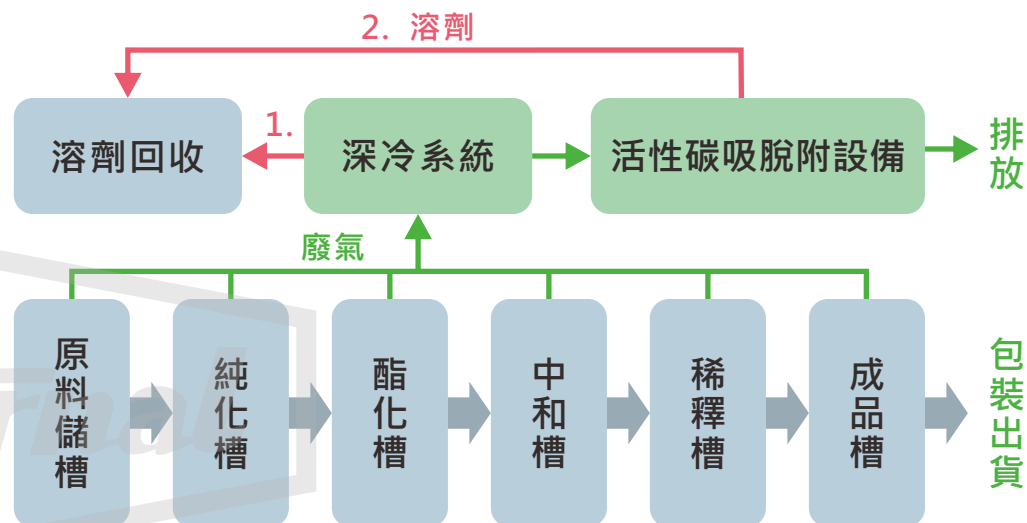 2. 溶劑
溶劑回收
1.
深冷系統
活性碳吸脫附設備
排放
廢氣
原料儲槽
純化槽
酯化槽
中和槽
稀釋槽
成品槽
包裝出貨